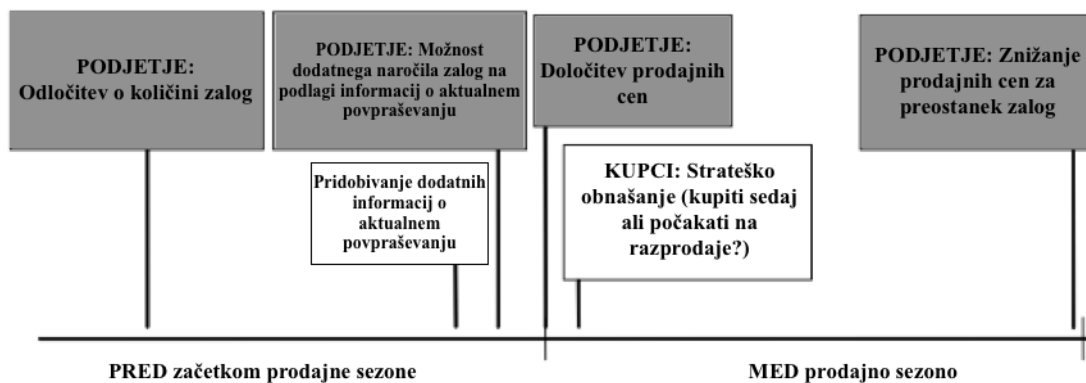 PODJETJE:
Odločitev o količini zalog
PODJETJE: Možnost
dodatnega naročila zalog na
podlagi informacij o aktualnem
povpraševanju
PODJETJE:
Določitev prodajnih
cen
PODJETJE: Znižanje
prodajnih cen za
preostanek zalog
Pridobivanje dodatnih
informacij o
aktualnem
povpraševanju
KUPCI: Strateško
obnašanje (kupiti sedaj
ali počakati na
razprodaje?)
PRED začetkom prodajne sezone
MED prodajno sezono